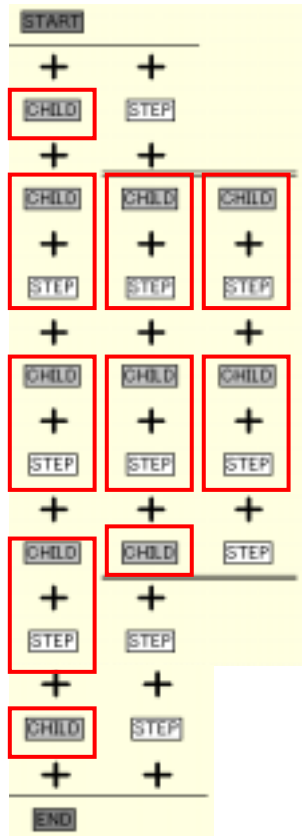 START
+ +
CHILD STEP
+ +
CHILD CHILD CHILD
+ + +
STEP STEP STEP
+ + +
CHILD CHILD CHILD
+ + +
STEP STEP STEP
+ + +
CHILD CHILD STEP
+ +
STEP STEP
+ +
CHILD STEP
+ +
END